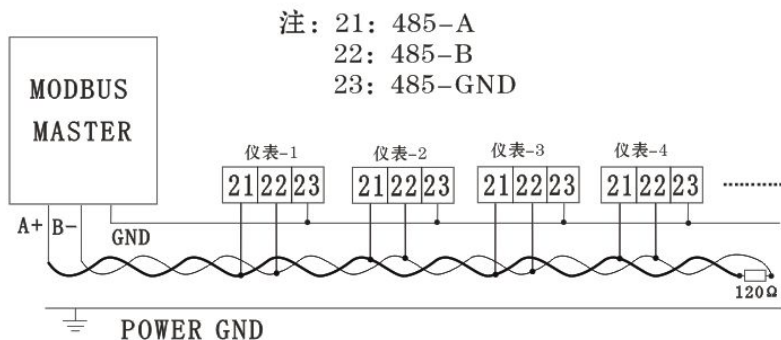 注: 21: 485-A
22: 485-B
23: 485-GND
MODBUS
MASTER
仪表-1
仪表-2
仪表-3
仪表-4
21 22 23
21 22 23
21 22 23
21 22 23
A+ B-
GND
120Ω
POWER GND